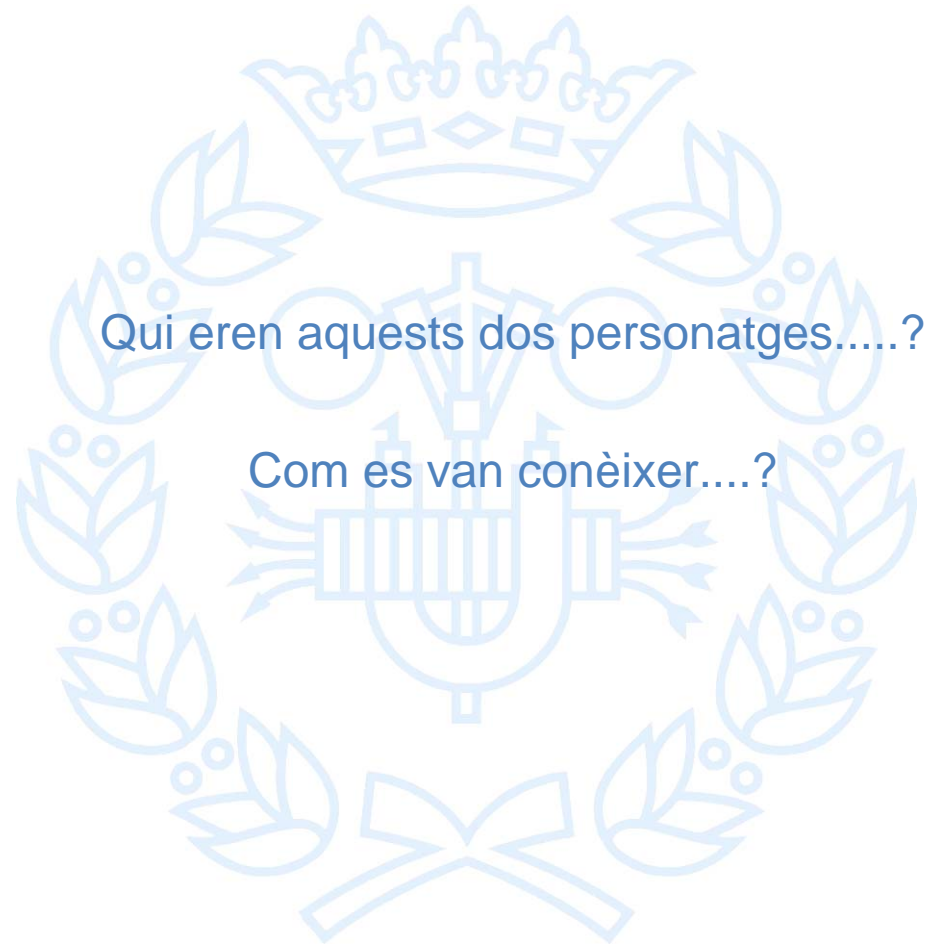 Qui eren aquests dos personatges.....?
Com es van conèixer....?